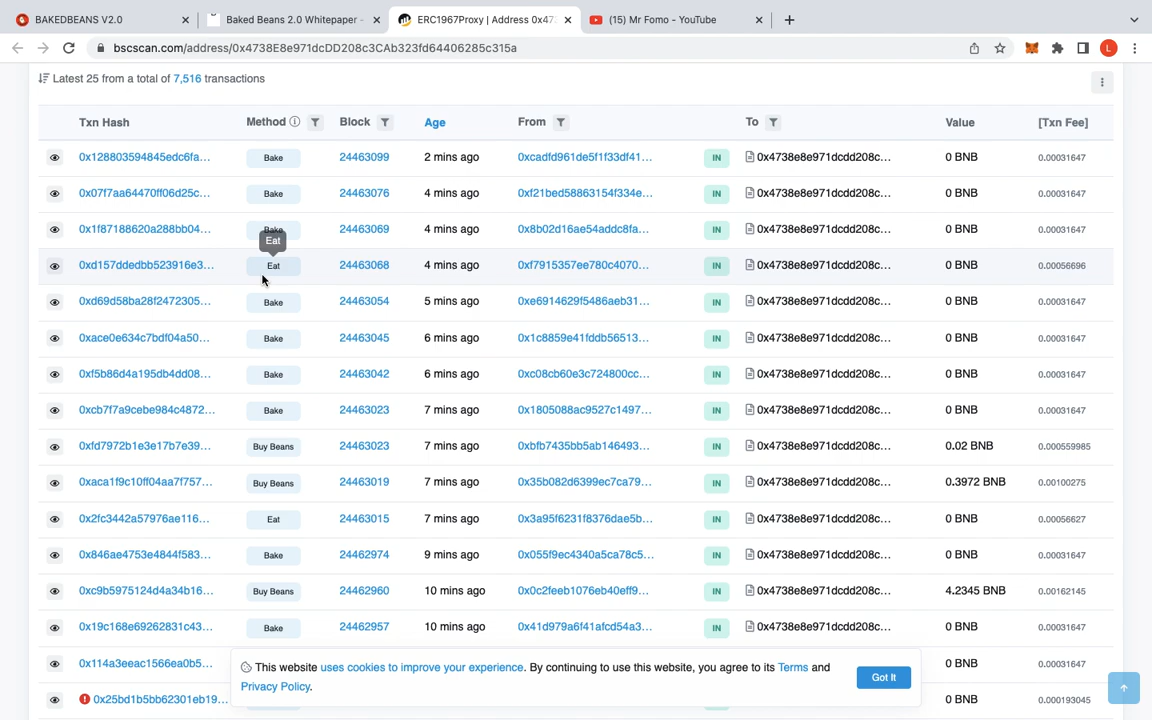 BAKEDBEANS V2.0
Baked Beans 2.0 Whitepaper -
ERC1967Proxy | Address 0x47
(15) Mr Fomo - YouTube
bscscan.com/address/0x4738E8e971dcDD208c3CAb323fd64406285c315a
L
Latest 25 from a total of 7,516 transactions
Txn Hash Method Block Age From To Value [Txn Fee]
0x128803594845edc6fa... Bake 24463099 2 mins ago 0xcadfd961de5f1f33df41... IN 0x4738e8e971dcdd208c... 0 BNB 0.00031647
0x07f7aa64470ff06d25c... Bake 24463076 4 mins ago 0xf21bed58863154f334e... IN 0x4738e8e971dcdd208c... 0 BNB 0.00031647
0x1f87188620a288bb04... Bake 24463069 4 mins ago 0x8b02d16ae54addc8fa... IN 0x4738e8e971dcdd208c... 0 BNB 0.00031647
Eat
0xd157ddedbb523916e3... Eat 24463068 4 mins ago 0xf7915357ee780c4070... IN 0x4738e8e971dcdd208c... 0 BNB 0.00056696
0xd69d58ba28f2472305... Bake 24463054 5 mins ago 0xe6914629f5486aeb31... IN 0x4738e8e971dcdd208c... 0 BNB 0.00031647
0xace0e634c7bdf04a50... Bake 24463045 6 mins ago 0x1c8859e41fddb56513... IN 0x4738e8e971dcdd208c... 0 BNB 0.00031647
0xf5b86d4a195db4dd08... Bake 24463042 6 mins ago 0xc08cb60e3c724800cc... IN 0x4738e8e971dcdd208c... 0 BNB 0.00031647
0xcb7f7a9cebe984c4872... Bake 24463023 7 mins ago 0x1805088ac9527c1497... IN 0x4738e8e971dcdd208c... 0 BNB 0.00031647
0xfd7972b1e3e17b7e39... Buy Beans 24463023 7 mins ago 0xbfb7435bb5ab146493... IN 0x4738e8e971dcdd208c... 0.02 BNB 0.000559985
0xaca1f9c10ff04aa7f757... Buy Beans 24463019 7 mins ago 0x35b082d6399ec7ca79... IN 0x4738e8e971dcdd208c... 0.3972 BNB 0.00100275
0x2fc3442a57976ae116... Eat 24463015 7 mins ago 0x3a95f6231f8376dae5b... IN 0x4738e8e971dcdd208c... 0 BNB 0.00056627
0x846ae4753e4844f583... Bake 24462974 9 mins ago 0x055f9ec4340a5ca78c5... IN 0x4738e8e971dcdd208c... 0 BNB 0.00031647
0xc9b5975124d4a34b16... Buy Beans 24462960 10 mins ago 0x0c2feeb1076eb40eff9... IN 0x4738e8e971dcdd208c... 4.2345 BNB 0.00162145
0x19c168e69262831c43... Bake 24462957 10 mins ago 0x41d979a6f41afcd54a3... IN 0x4738e8e971dcdd208c... 0 BNB 0.00031647
0x114a3eeac1566ea0b5... 0 BNB 0.00031647
0x25bd1b5bb62301eb19... 0 BNB 0.000193045
This website uses cookies to improve your experience. By continuing to use this website, you agree to its Terms and
Privacy Policy.
Got It